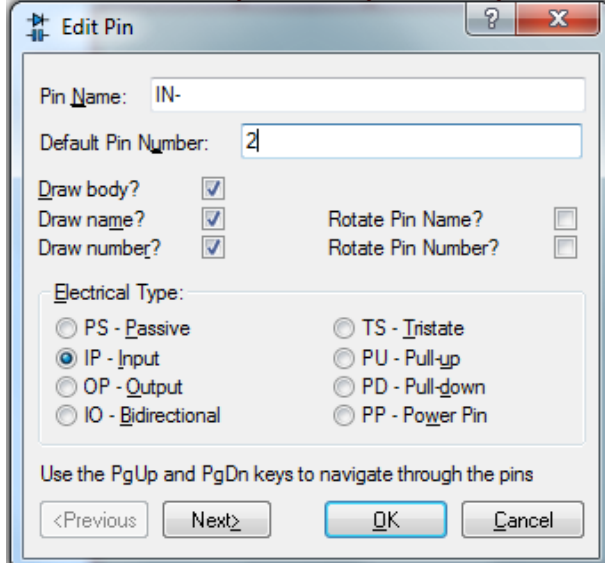 Edit Pin
Pin Name: IN-
Default Pin Number: 2
Draw body?
Draw name? Rotate Pin Name?
Draw number? Rotate Pin Number?
Electrical Type:
PS - Passive TS - Tristate
IP - Input PU - Pull-up
OP - Output PD - Pull-down
IO - Bidirectional PP - Power Pin
Use the PgUp and PgDn keys to navigate through the pins
<Previous Next> OK Cancel